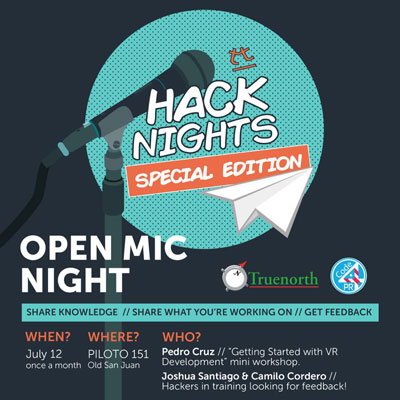 tt
HACK
NIGHTS
SPECIAL EDITION
OPEN MIC
NIGHT
Truenorth
Code
PR
SHARE KNOWLEDGE // SHARE WHAT YOU'RE WORKING ON // GET FEEDBACK
WHEN?
July 12
once a month
WHERE?
PILOTO 151
Old San Juan
WHO?
Pedro Cruz // "Getting Started with VR
Development" mini workshop.
Joshua Santiago & Camilo Cordero //
Hackers in training looking for feedback!